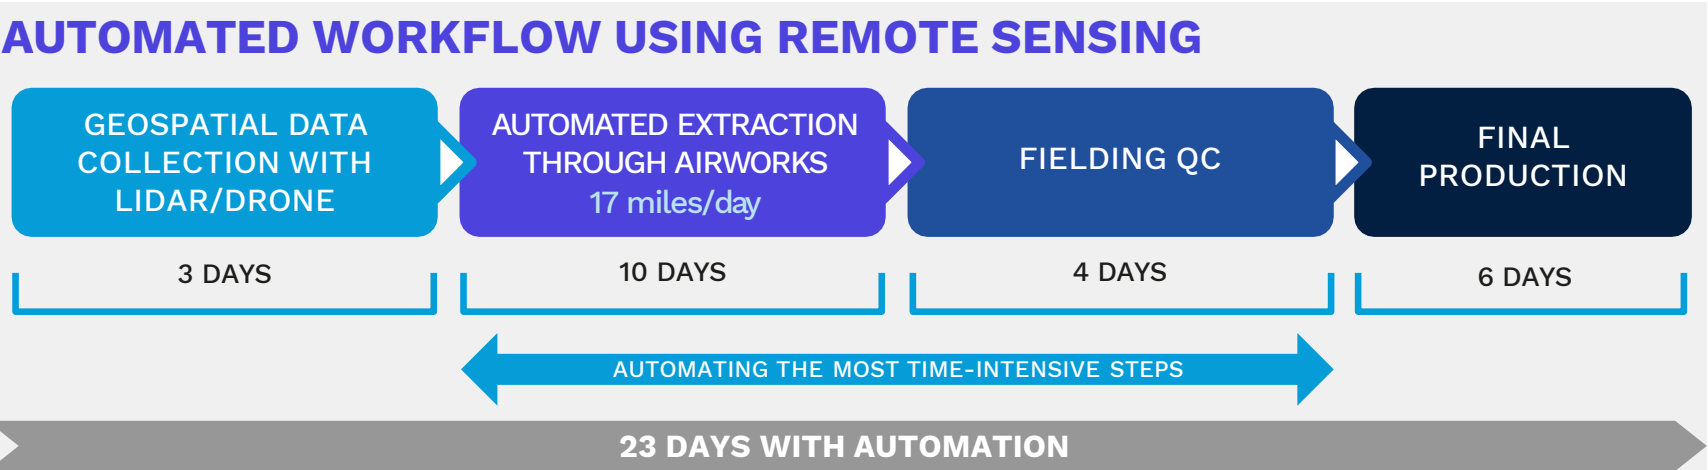 AUTOMATED WORKFLOW USING REMOTE SENSING
GEOSPATIAL DATA
COLLECTION WITH
LIDAR/DRONE
AUTOMATED EXTRACTION
THROUGH AIRWORKS
17 miles/day
FIELDING QC
FINAL
PRODUCTION
3 DAYS
10 DAYS
4 DAYS
6 DAYS
AUTOMATING THE MOST TIME-INTENSIVE STEPS
23 DAYS WITH AUTOMATION